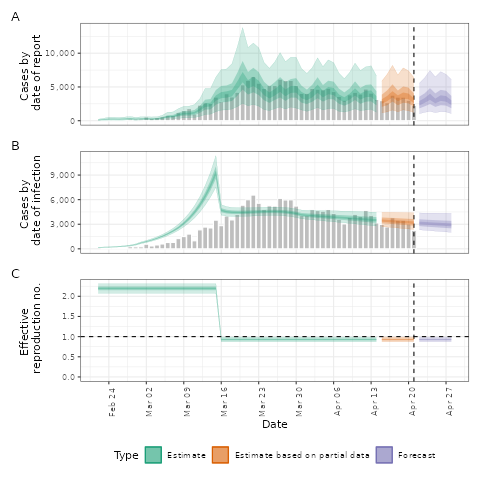 A
Cases by
date of report
10,000
5,000
0
B
Cases by
date of infection
9,000
6,000
3,000
0
C
Effective
reproduction no.
2.0
1.5
1.0
0.5
0.0
Feb 24
Mar 02
Mar 09
Mar 16
Mar 23
Mar 30
Apr 06
Apr 13
Apr 20
Apr 27
Date
Type
Estimate
Estimate based on partial data
Forecast